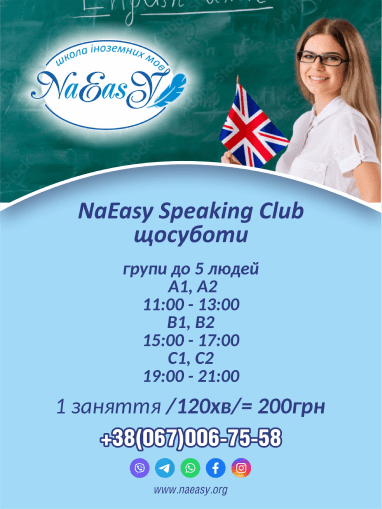 English
школа іноземних мов
NaEasy
NaEasy Speaking Club
щосуботи
групи до 5 людей
A1, A2
11:00 - 13:00
B1, B2
15:00 - 17:00
C1, C2
19:00 - 21:00
1 заняття /120хв/= 200грн
+38(067)006-75-58
www.naeasy.org